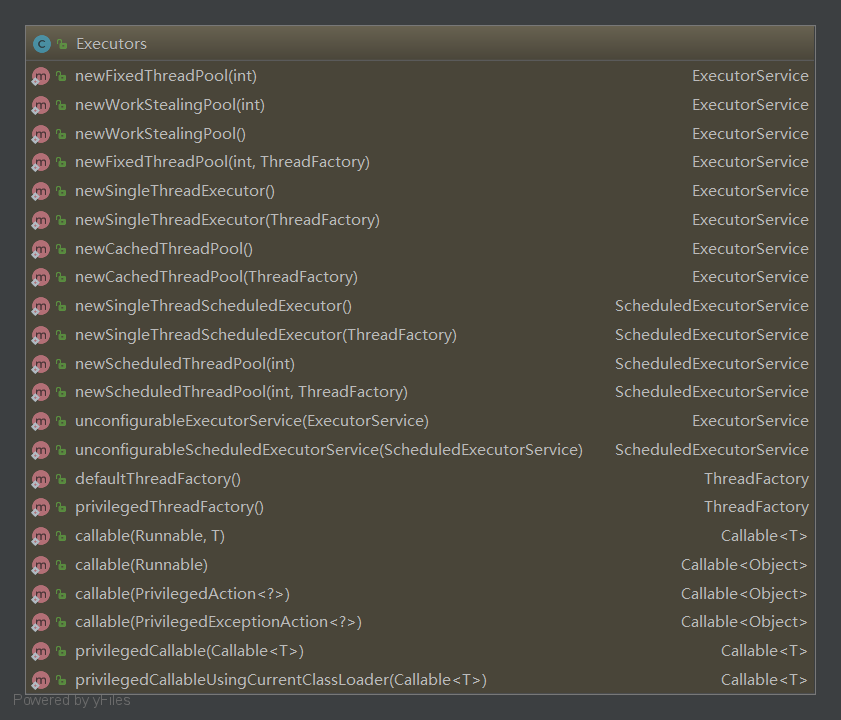 Executors
newFixedThreadPool(int) ExecutorService
newWorkStealingPool(int) ExecutorService
newWorkStealingPool() ExecutorService
newFixedThreadPool(int, ThreadFactory) ExecutorService
newSingleThreadExecutor() ExecutorService
newSingleThreadExecutor(ThreadFactory) ExecutorService
newCachedThreadPool() ExecutorService
newCachedThreadPool(ThreadFactory) ExecutorService
newSingleThreadScheduledExecutor() ScheduledExecutorService
newSingleThreadScheduledExecutor(ThreadFactory) ScheduledExecutorService
newScheduledThreadPool(int) ScheduledExecutorService
newScheduledThreadPool(int, ThreadFactory) ScheduledExecutorService
unconfigurableExecutorService(ExecutorService) ExecutorService
unconfigurableScheduledExecutorService(ScheduledExecutorService) ScheduledExecutorService
defaultThreadFactory() ThreadFactory
privilegedThreadFactory() ThreadFactory
callable(Runnable, T) Callable<T>
callable(Runnable) Callable<Object>
callable(PrivilegedAction<?>) Callable<Object>
callable(PrivilegedExceptionAction<?>) Callable<Object>
privilegedCallable(Callable<T>) Callable<T>
privilegedCallableUsingCurrentClassLoader(Callable<T>) Callable<T>
Powered by yFiles